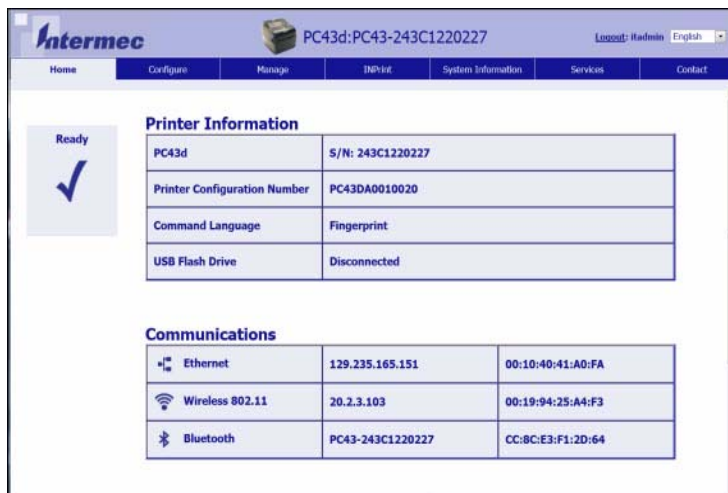 Intermec
PC43d:PC43-243C1220227
Logout: itadmin English
Home Configure Manage INPrint System Information Services Contact
Ready
Printer Information
PC43d S/N: 243C1220227
Printer Configuration Number PC43DA0010020
Command Language Fingerprint
USB Flash Drive Disconnected
Communications
Ethernet 129.235.165.151 00:10:40:41:A0:FA
Wireless 802.11 20.2.3.103 00:19:94:25:A4:F3
Bluetooth PC43-243C1220227 CC:8C:E3:F1:2D:64